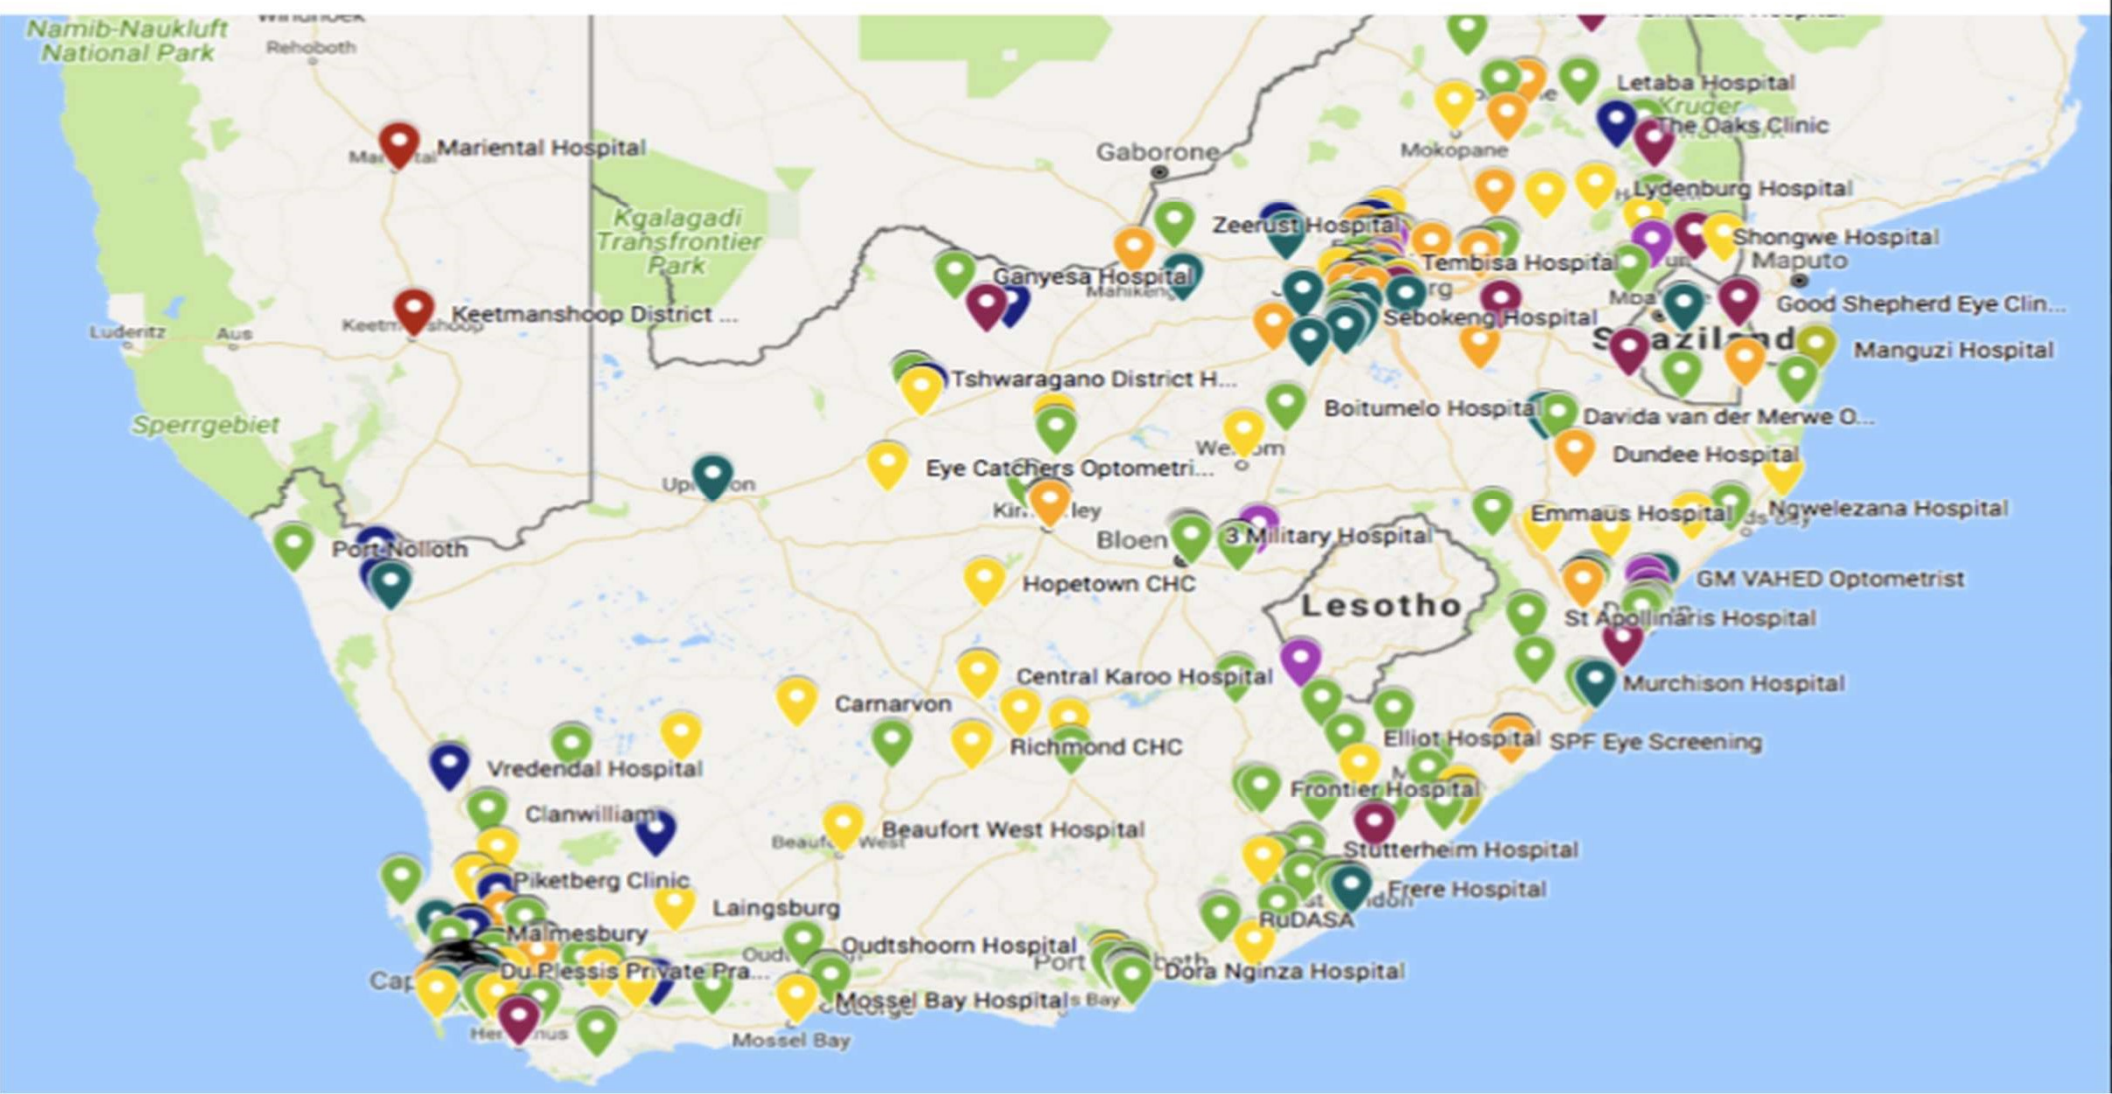 Namib-Naukluft
National Park
Rehoboth
Letaba Hospital
Kruger
The Oaks Clinic
Mariental Hospital
Gaborone
Mokopane
Lydenburg Hospital
Kgalagadi
Transfrontier
Park
Zeerust Hospital
Shongwe Hospital
Tembisa Hospital
Maputo
Ganyesa Hospital
Mahikeng
Good Shepherd Eye Clin...
Keetmanshoop District ...
Luderitz
Aus
Sebokeng Hospital
Manguzi Hospital
Tshwaragano District H...
Boitumelo Hospital
Davida van der Merwe O...
Sperrgebiet
Dundee Hospital
Eye Catchers Optometri...
Ngwelezana Hospital
Emmaus Hospital
Bloen
3 Military Hospital
Port Nolloth
Hopetown CHC
GM VAHED Optometrist
Lesotho
St Apollinaris Hospital
Central Karoo Hospital
Murchison Hospital
Carnarvon
Richmond CHC
Elliot Hospital
SPF Eye Screening
Vredendal Hospital
Frontier Hospital
Clanwilliam
Beaufort West Hospital
Stutterheim Hospital
Piketberg Clinic
Frere Hospital
Laingsburg
RuDASA
Malmesbury
Oudtshoorn Hospital
Port
Du Plessis Private Pra...
Dora Nginza Hospital
Cap
Mossel Bay Hospital
s Bay
George
Mossel Bay